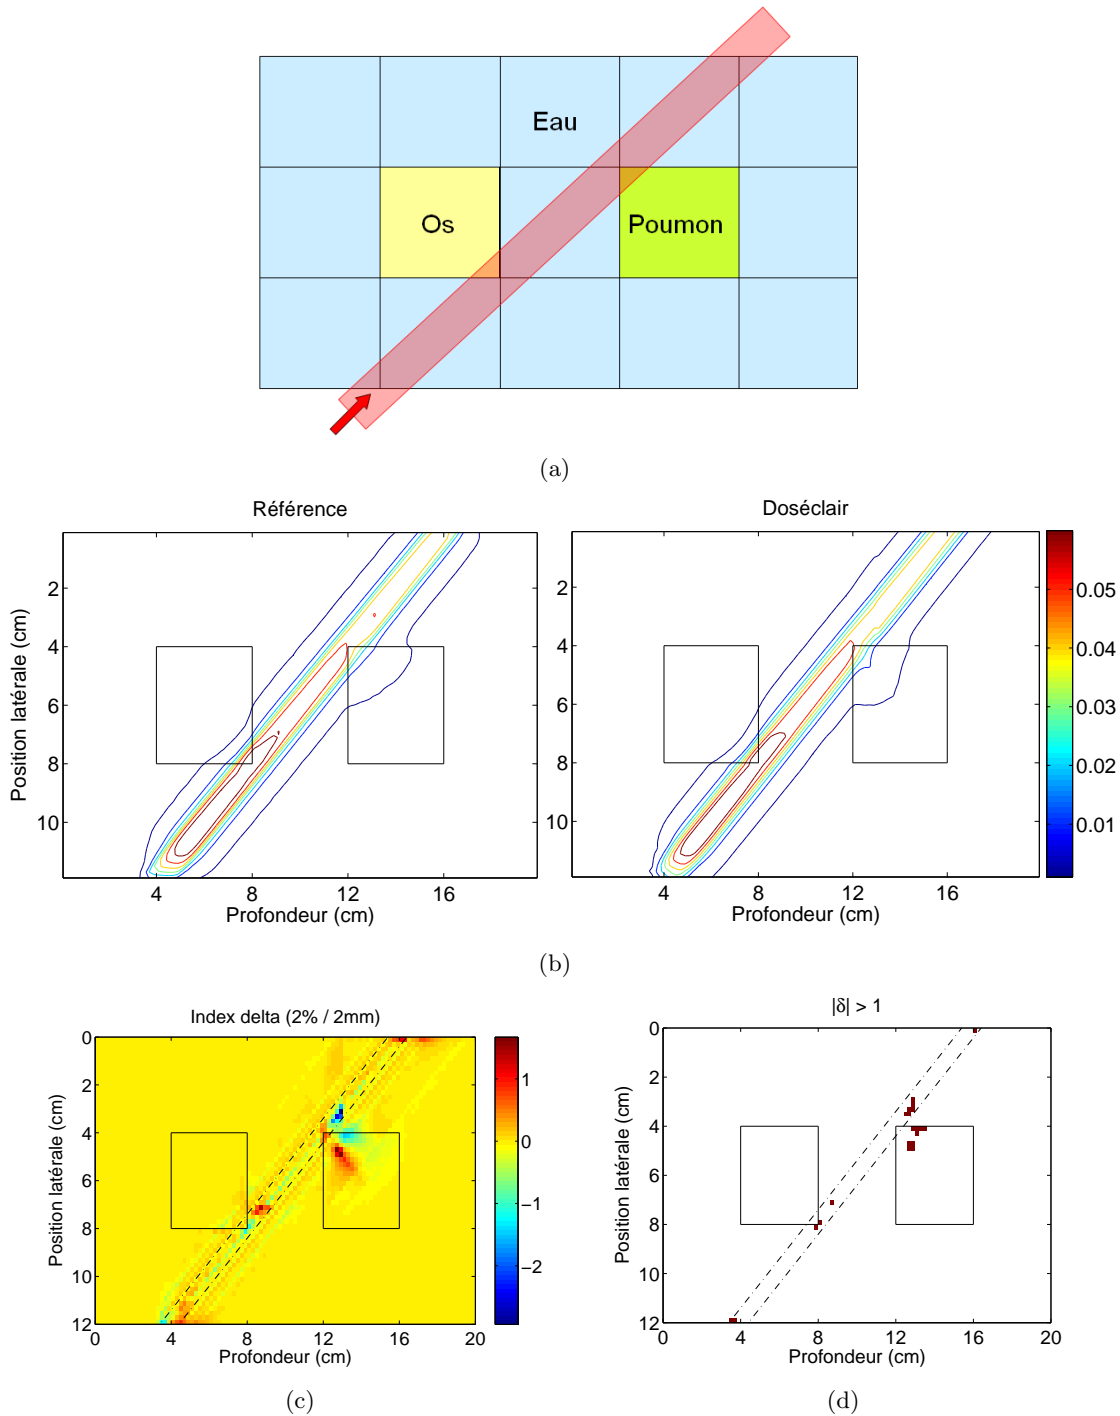 Eau
Os
Poumon
(a)
Référence
Doséclair
Position latérale (cm)
2
4
6
8
10
4
8
12
16
Profondeur (cm)
2
4
6
8
10
4
8
12
16
Profondeur (cm)
0.05
0.04
0.03
0.02
0.01
(b)
Index delta (2% / 2mm)
Position latérale (cm)
0
2
4
6
8
10
12
0
4
8
12
16
20
Profondeur (cm)
1
0
−1
−2
(c)
|δ| > 1
Position latérale (cm)
0
2
4
6
8
10
12
0
4
8
12
16
20
Profondeur (cm)
(d)